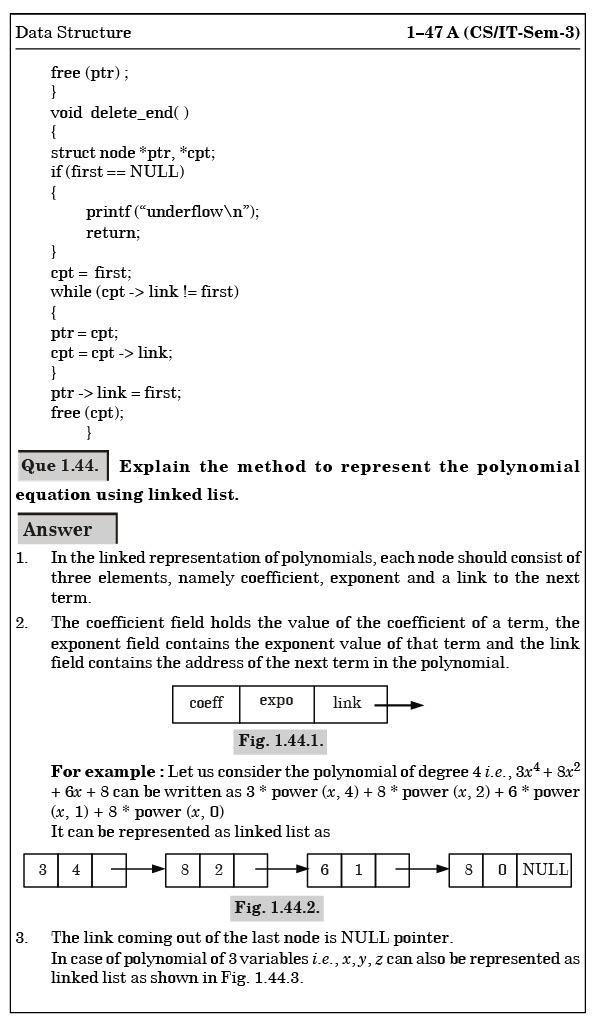 Data Structure 1–47 A (CS/IT-Sem-3)
free (ptr) ;
}
void delete_end( )
{
struct node *ptr, *cpt;
if (first == NULL)
{
printf (“underflow\n”);
return;
}
cpt = first;
while (cpt -> link != first)
{
ptr = cpt;
cpt = cpt -> link;
}
ptr -> link = first;
free (cpt);
}
Que 1.44. Explain the method to represent the polynomial
equation using linked list.
Answer
1. In the linked representation of polynomials, each node should consist of
three elements, namely coefficient, exponent and a link to the next
term.
2. The coefficient field holds the value of the coefficient of a term, the
exponent field contains the exponent value of that term and the link
field contains the address of the next term in the polynomial.
coeff expo link
Fig. 1.44.1.
For example : Let us consider the polynomial of degree 4 i.e., 3x⁴ + 8x²
+ 6x + 8 can be written as 3 * power (x, 4) + 8 * power (x, 2) + 6 * power
(x, 1) + 8 * power (x, 0)
It can be represented as linked list as
3 4 8 2 6 1 8 0 NULL
Fig. 1.44.2.
3. The link coming out of the last node is NULL pointer.
In case of polynomial of 3 variables i.e., x, y, z can also be represented as
linked list as shown in Fig. 1.44.3.